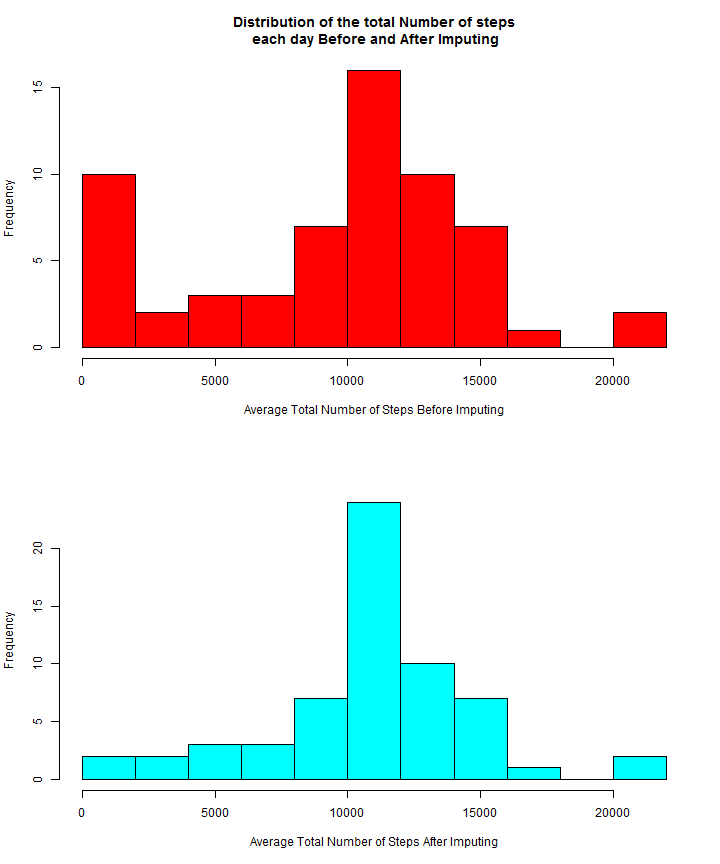 Distribution of the total Number of steps
each day Before and After Imputing
Frequency
15
10
5
0
0 5000 10000 15000 20000
Average Total Number of Steps Before Imputing
Frequency
20
15
10
5
0
0 5000 10000 15000 20000
Average Total Number of Steps After Imputing